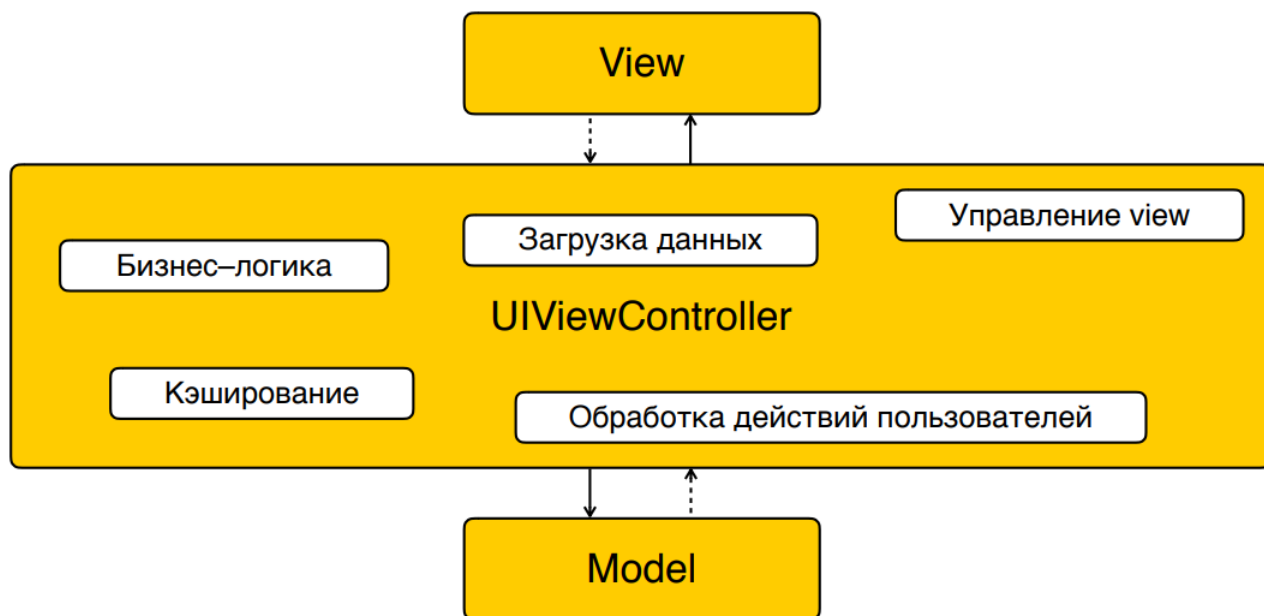 View
Управление view
Загрузка данных
Бизнес–логика
UIViewController
Кэширование
Обработка действий пользователей
Model